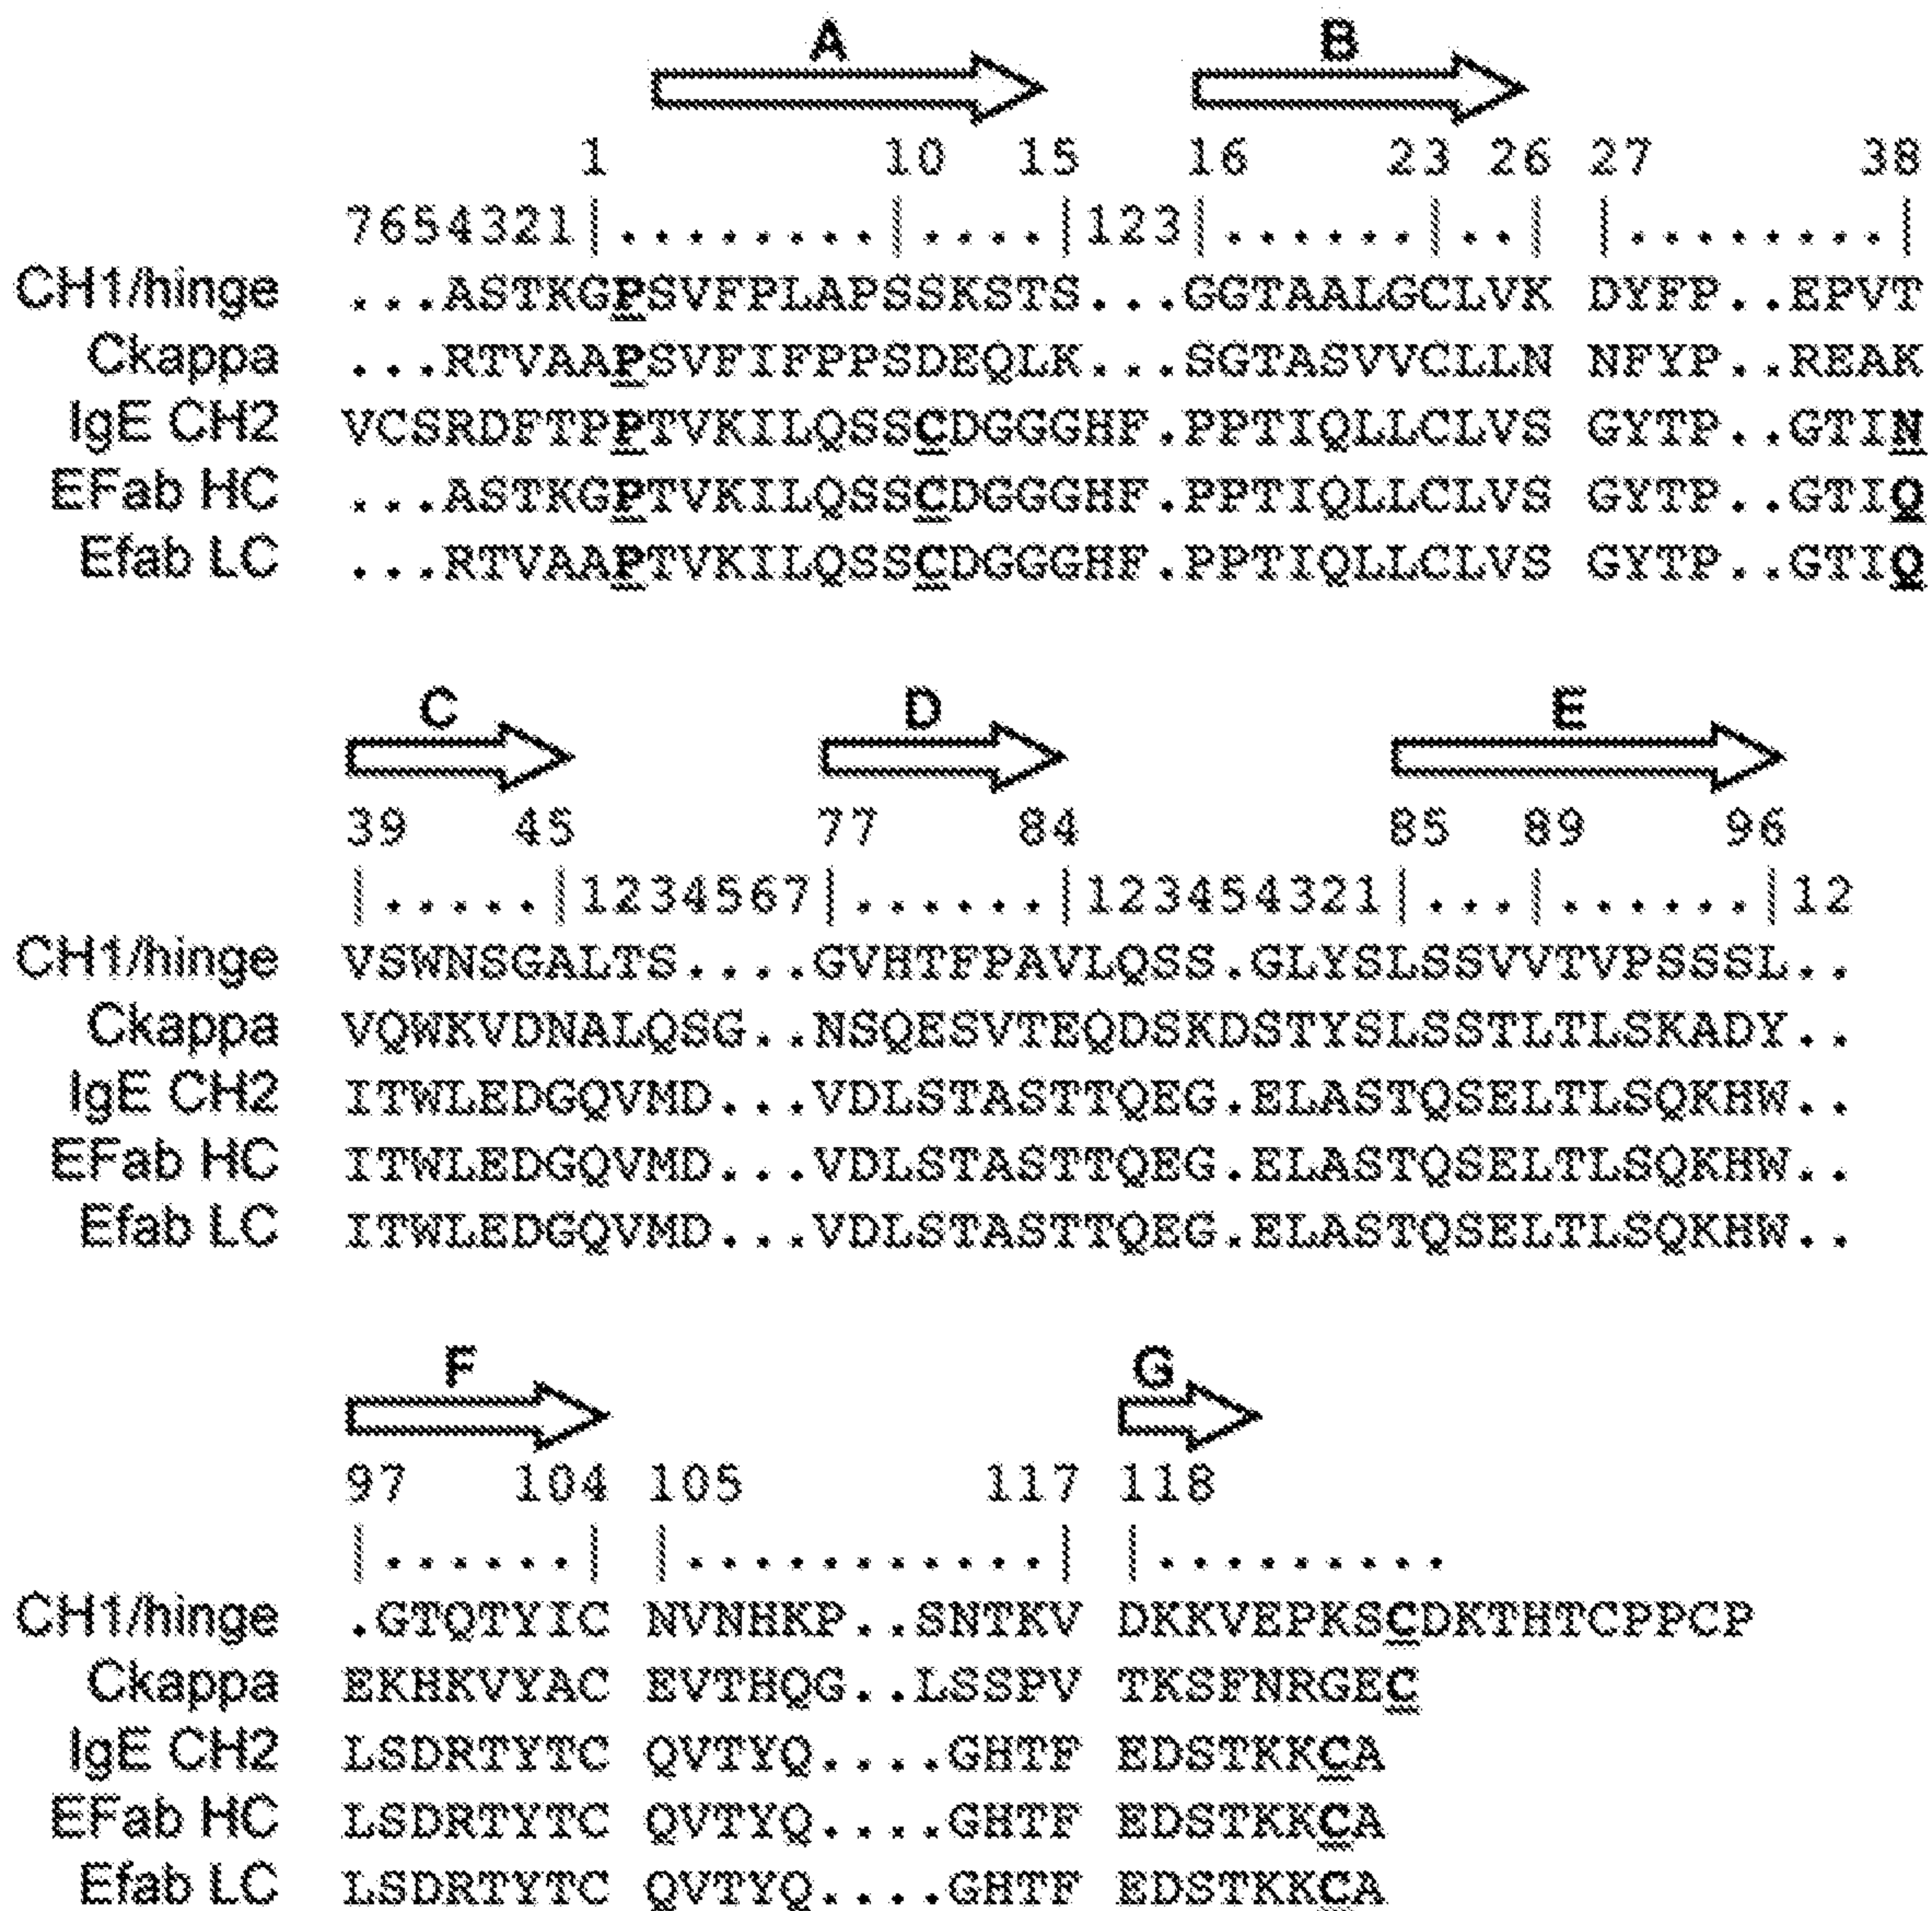 A B
1 10 15 16 23 26 27 38
7654321|........|....|123|......|..| |........|
CH1/hinge ...ASTKGPSVFPLAPSSKSTS...GGTAALGCLVK DYFP..EPVT
Ckappa ...RTVAAPSVFIFPPSDEQLK...SGTASVVCLLN NFYP..REAK
IgE CH2 VCSRDFTPPTVKILQSSCDGGGHF.PPTIQLLCLVS GYTP..GTIN
EFab HC ...ASTKGPTVKILQSSCDGGGHF.PPTIQLLCLVS GYTP..GTIQ
Efab LC ...RTVAAPTVKILQSSCDGGGHF.PPTIQLLCLVS GYTP..GTIQ
C D E
39 45 77 84 85 89 96
|.....|1234567|......|1234554321|...|......|12
CH1/hinge VSWNSGALTS....GVHTFPAVLQSS.GLYSLSSVVTVPSSSL..
Ckappa VQWKVDNALQSG..NSQESVTEQDSKDSTYSLSSTLTLSKADY..
IgE CH2 ITWLEDGQVMD...VDLSTASTTQEG.ELASTQSELTLSQKHW..
EFab HC ITWLEDGQVMD...VDLSTASTTQEG.ELASTQSELTLSQKHW..
Efab LC ITWLEDGQVMD...VDLSTASTTQEG.ELASTQSELTLSQKHW..
F G
97 104 105 117 118
|......| |...........| |.........
CH1/hinge .GTQTYIC NVNHKP..SNTKV DKKVEPKSCDKTHTCPPCP
Ckappa EKHKVYAC EVTHQG..LSSPV TKSFNRGEC
IgE CH2 LSDRTYTC QVTYQ....GHTF EDSTKKCA
EFab HC LSDRTYTC QVTYQ....GHTF EDSTKKCA
Efab LC LSDRTYTC QVTYQ....GHTF EDSTKKCA